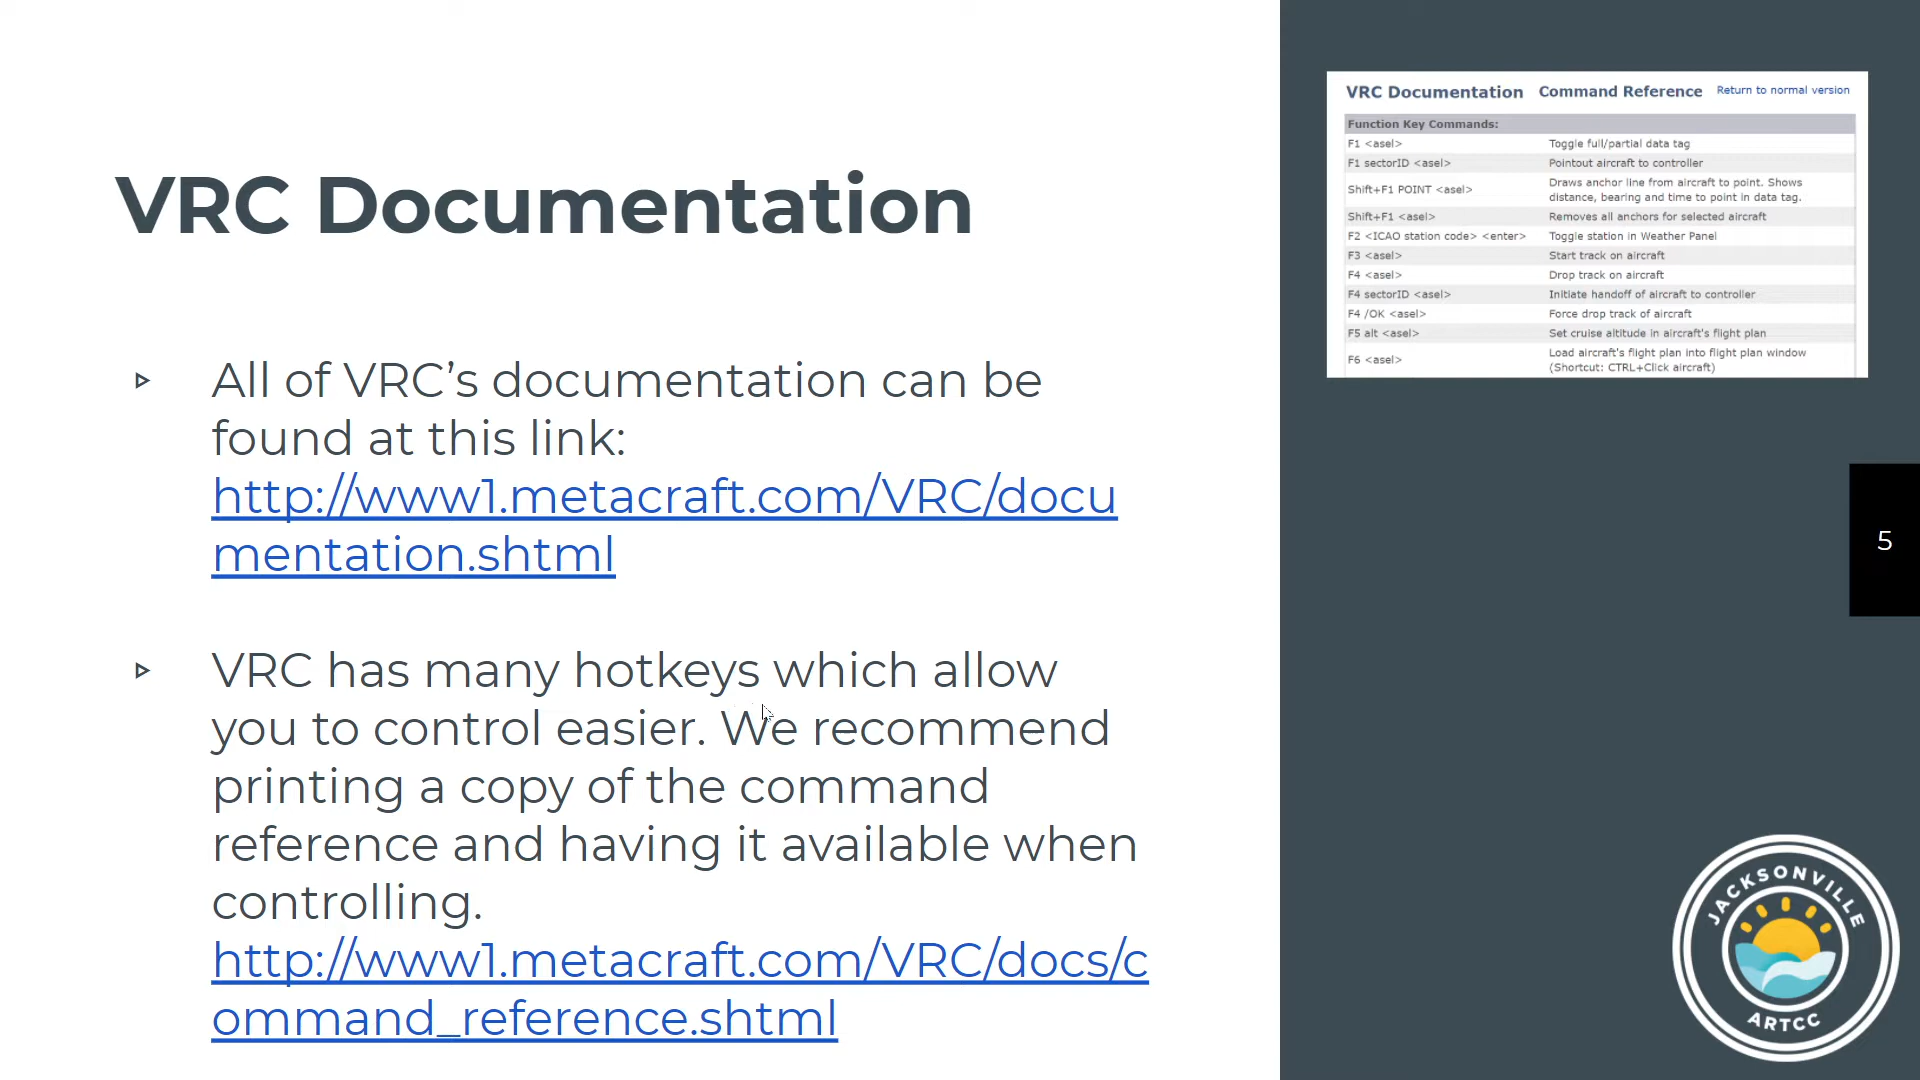 VRC Documentation
▹ All of VRC's documentation can be
found at this link:
http://www1.metacraft.com/VRC/docu
mentation.shtml
▹ VRC has many hotkeys which allow
you to control easier. We recommend
printing a copy of the command
reference and having it available when
controlling.
http://www1.metacraft.com/VRC/docs/c
ommand_reference.shtml
VRC Documentation Command Reference Return to normal version
Function Key Commands:
F1 <asel> Toggle full/partial data tag
F1 sectorID <asel> Pointout aircraft to controller
Shift+F1 POINT <asel> Draws anchor line from aircraft to point. Shows
distance, bearing and time to point in data tag.
Shift+F1 <asel> Removes all anchors for selected aircraft
F2 <ICAO station code> <enter> Toggle station in Weather Panel
F3 <asel> Start track on aircraft
F4 <asel> Drop track on aircraft
F4 sectorID <asel> Initiate handoff of aircraft to controller
F4 /OK <asel> Force drop track of aircraft
F5 alt <asel> Set cruise altitude in aircraft's flight plan
F6 <asel> Load aircraft's flight plan into flight plan window
(Shortcut: CTRL+Click aircraft)
5
JACKSONVILLE
ARTCC